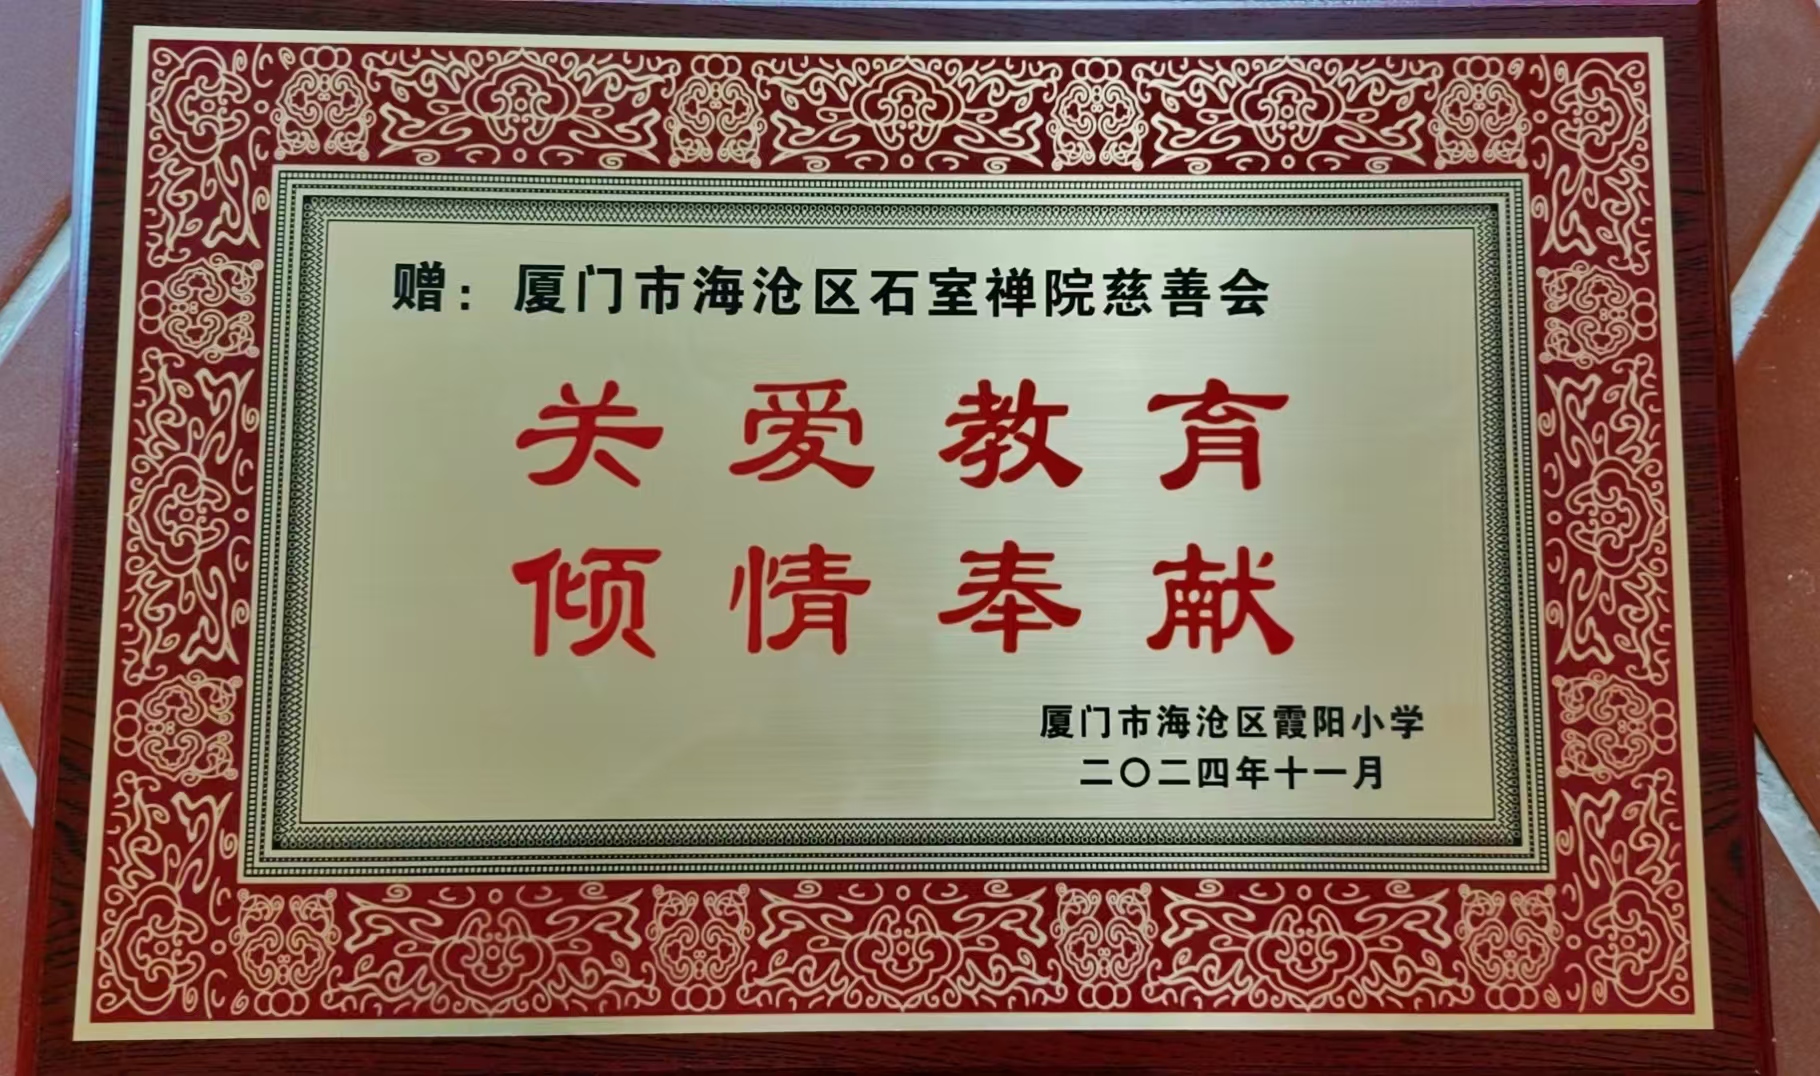 赠：厦门市海沧区石室禅院慈善会
关爱教育
倾情奉献
厦门市海沧区霞阳小学
二〇二四年十一月